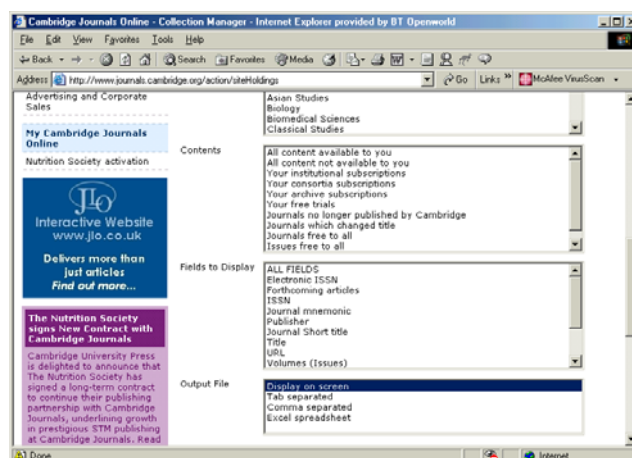 Cambridge Journals Online - Collection Manager - Internet Explorer provided by BT Openworld
File Edit View Favorites Tools Help
Back Search Favorites Media
Address http://www.journals.cambridge.org/action/siteHoldings Go Links » McAfee VirusScan
Advertising and Corporate
Sales
My Cambridge Journals
Online
Nutrition Society activation
JLO
Interactive Website
www.jlo.co.uk
Delivers more than
just articles
Find out more...
The Nutrition Society
signs New Contract with
Cambridge Journals
Cambridge University Press
is delighted to announce that
The Nutrition Society has
signed a long-term contract
to continue their publishing
partnership with Cambridge
Journals, underlining growth
in prestigious STM publishing
at Cambridge Journals. Read
Asian Studies
Biology
Biomedical Sciences
Classical Studies
Contents
All content available to you
All content not available to you
Your institutional subscriptions
Your consortia subscriptions
Your archive subscriptions
Your free trials
Journals no longer published by Cambridge
Journals which changed title
Journals free to all
Issues free to all
Fields to Display
ALL FIELDS
Electronic ISSN
Forthcoming articles
ISSN
Journal mnemonic
Publisher
Journal Short title
Title
URL
Volumes (Issues)
Output File
Display on screen
Tab separated
Comma separated
Excel spreadsheet
Done
Internet